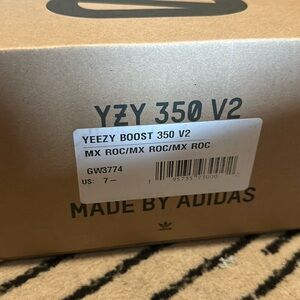 YZY 350 V2
YEEZY BOOST 350 V2
MX ROC/MX ROC/MX ROC
GW3774
US: 7–
MADE BY ADIDAS